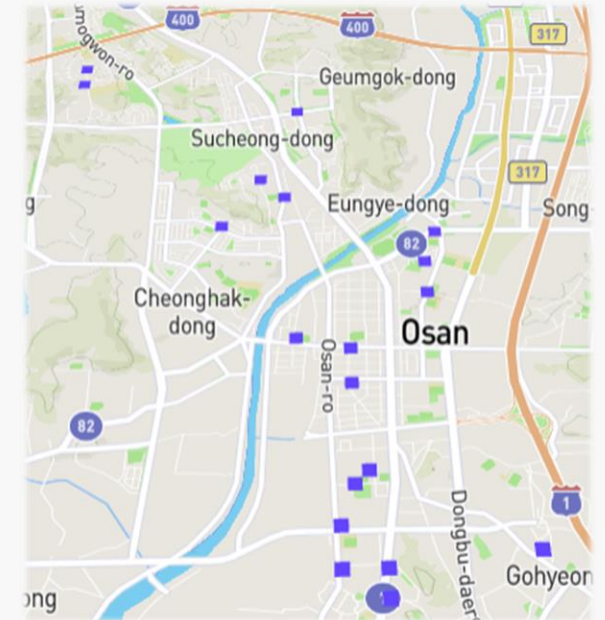 400
400
317
mogwon-ro
Geumgok-dong
Sucheong-dong
317
g
Eungye-dong
Song
82
Cheonghak-
dong
Osan
Osan-ro
82
1
Dongbu-daer
Gohyeon
ong